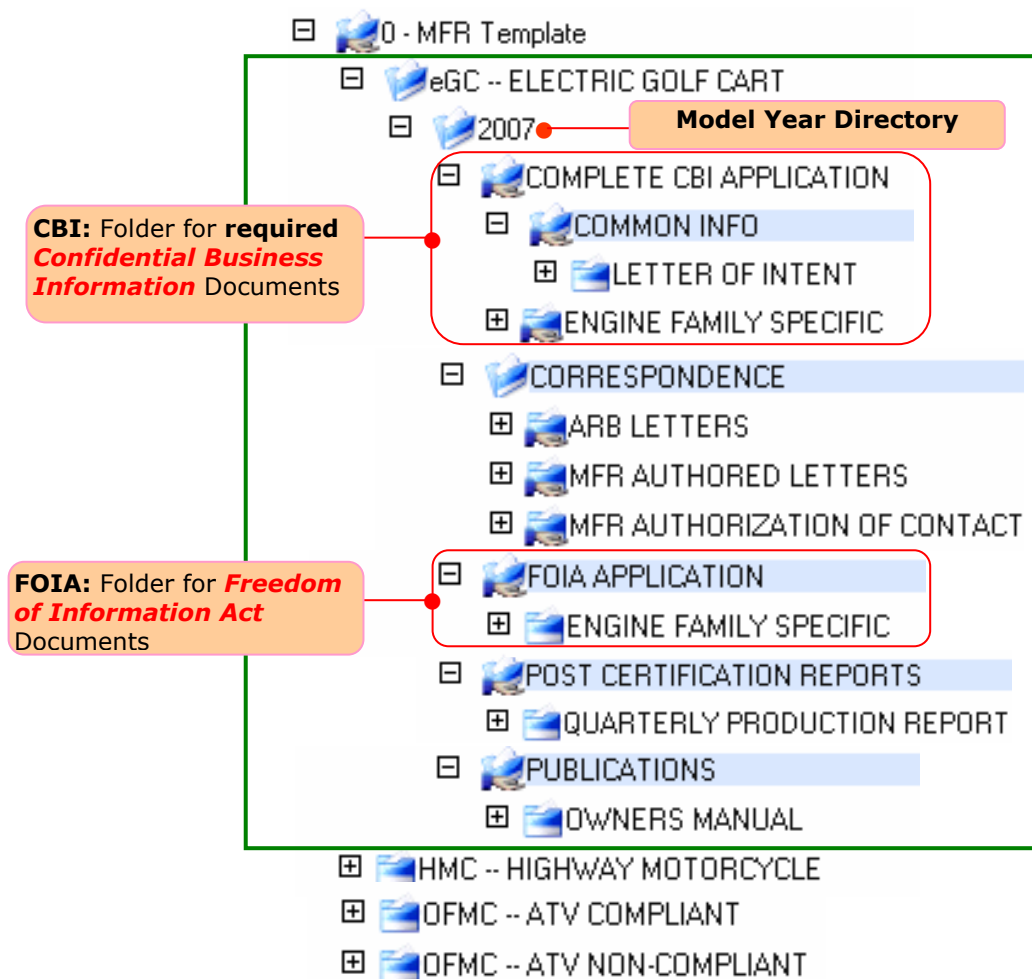 0 - MFR Template
eGC -- ELECTRIC GOLF CART
2007
Model Year Directory
COMPLETE CBI APPLICATION
CBI: Folder for required
Confidential Business
Information Documents
COMMON INFO
LETTER OF INTENT
ENGINE FAMILY SPECIFIC
CORRESPONDENCE
ARB LETTERS
MFR AUTHORED LETTERS
MFR AUTHORIZATION OF CONTACT
FOIA: Folder for Freedom
of Information Act
Documents
FOIA APPLICATION
ENGINE FAMILY SPECIFIC
POST CERTIFICATION REPORTS
QUARTERLY PRODUCTION REPORT
PUBLICATIONS
OWNERS MANUAL
HMC -- HIGHWAY MOTORCYCLE
OFMC -- ATV COMPLIANT
OFMC -- ATV NON-COMPLIANT